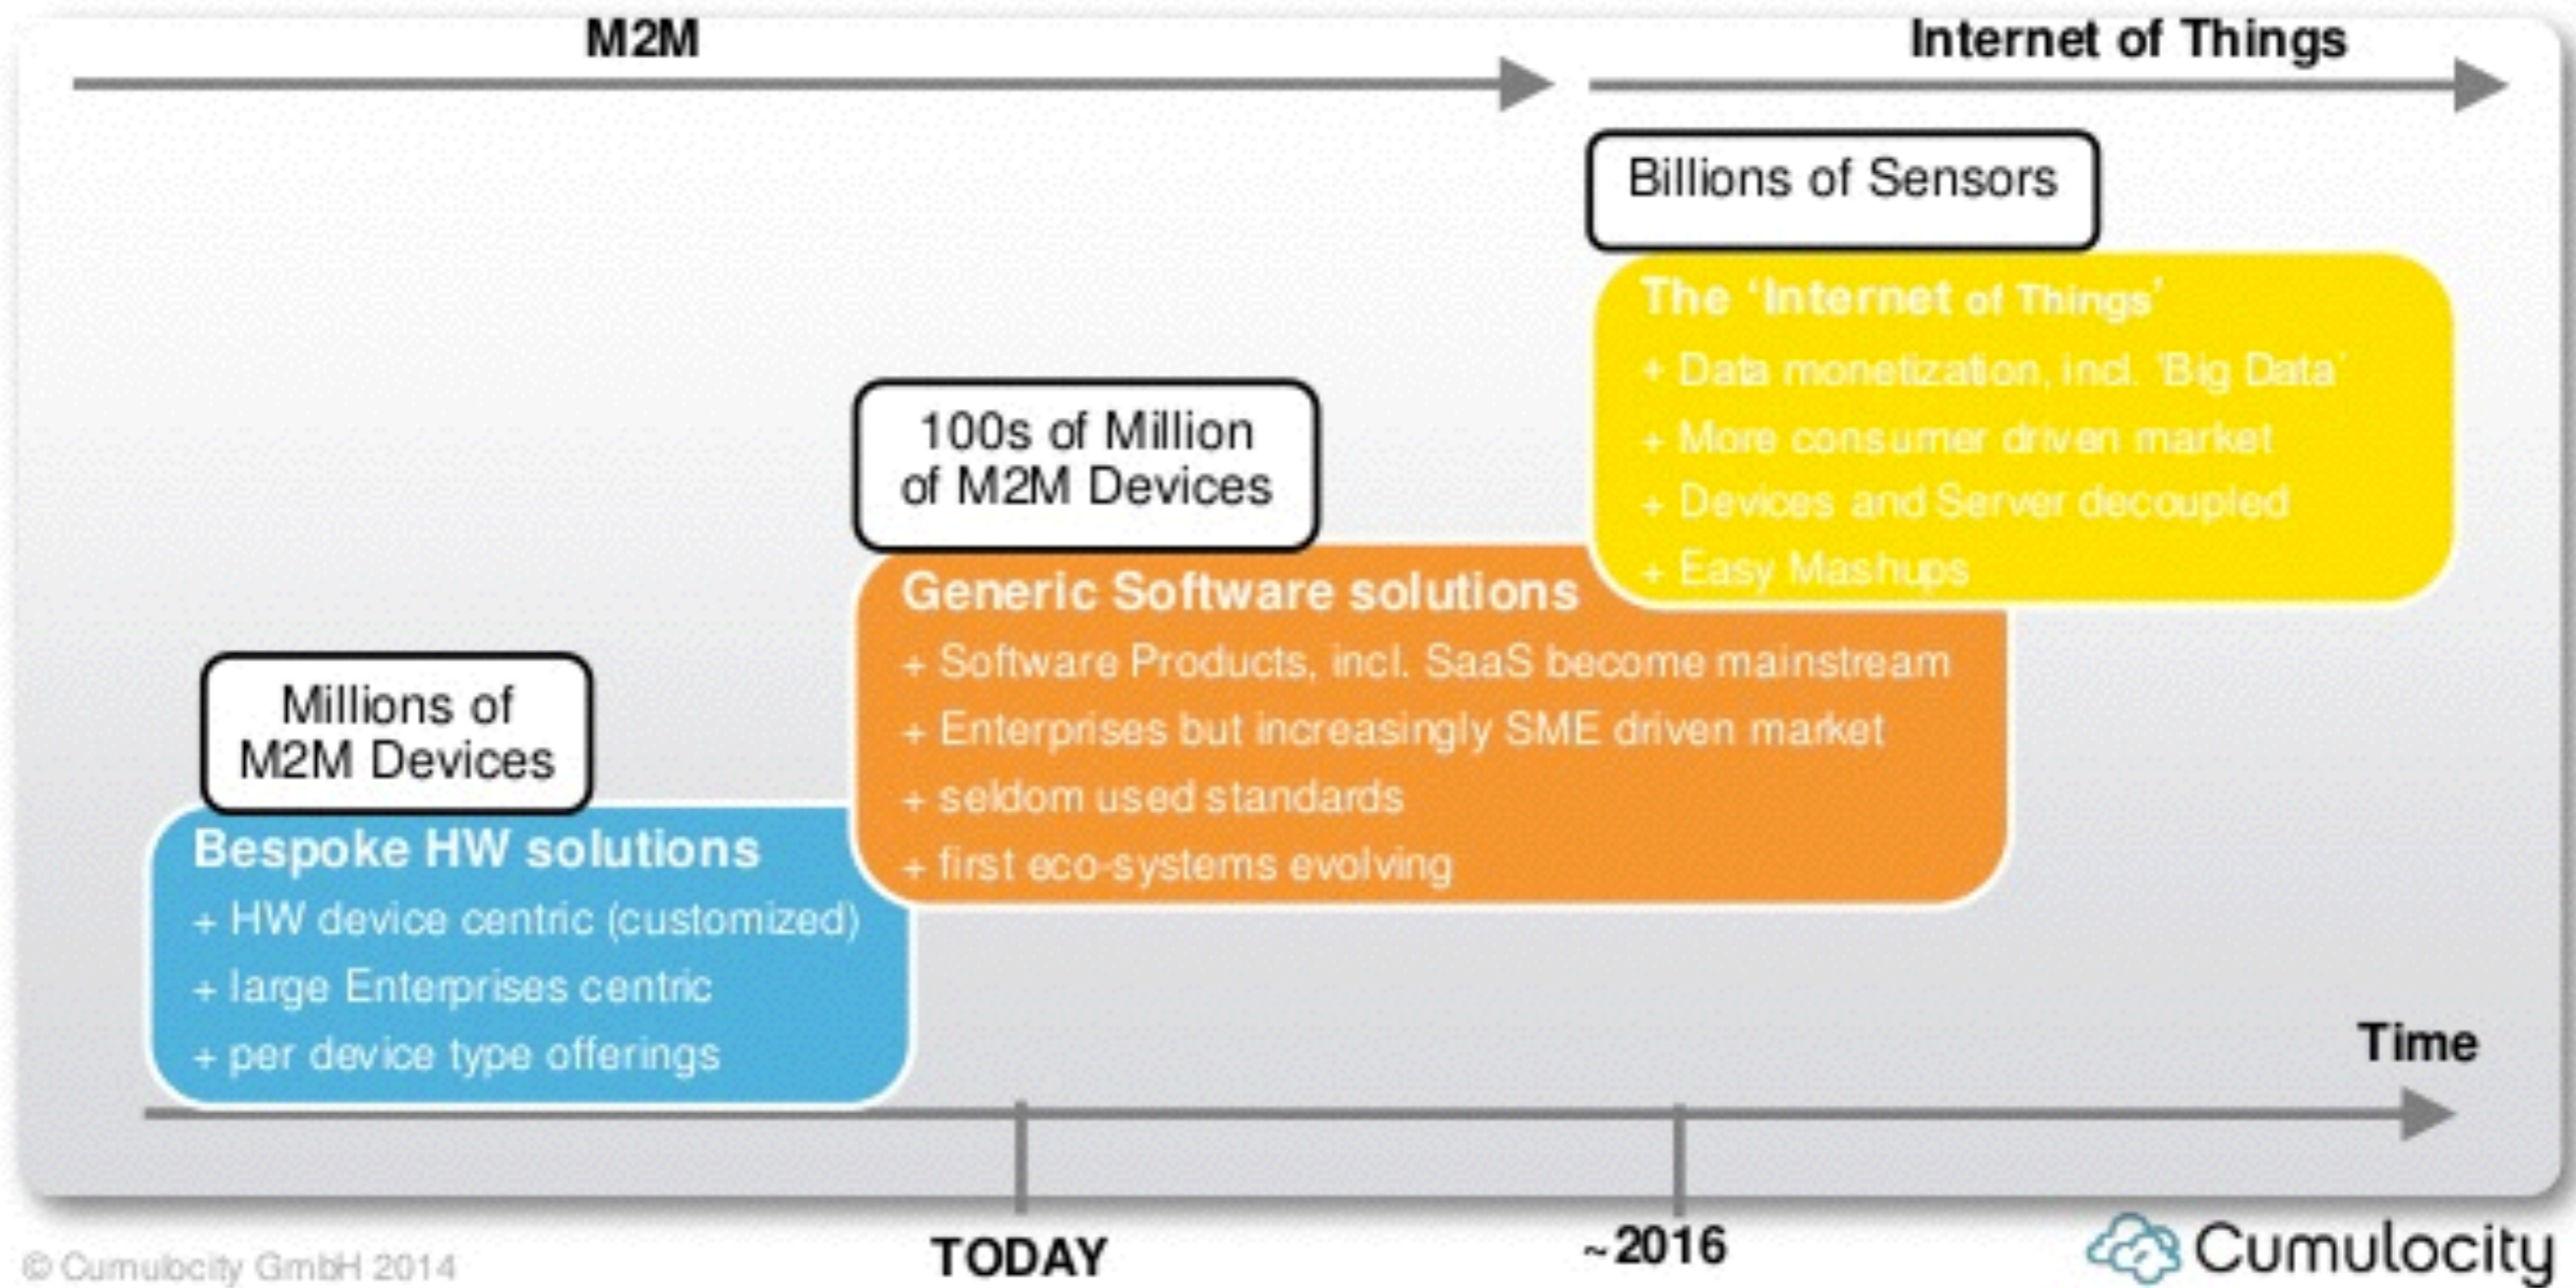 M2M
Internet of Things
Billions of Sensors
The ‘Internet of Things’
+ Data monetization, incl. ‘Big Data’
+ More consumer driven market
+ Devices and Server decoupled
+ Easy Mashups
100s of Million
of M2M Devices
Generic Software solutions
+ Software Products, incl. SaaS become mainstream
+ Enterprises but increasingly SME driven market
+ seldom used standards
+ first eco-systems evolving
Millions of
M2M Devices
Bespoke HW solutions
+ HW device centric (customized)
+ large Enterprises centric
+ per device type offerings
Time
TODAY
~2016
© Cumulocity GmbH 2014
Cumulocity